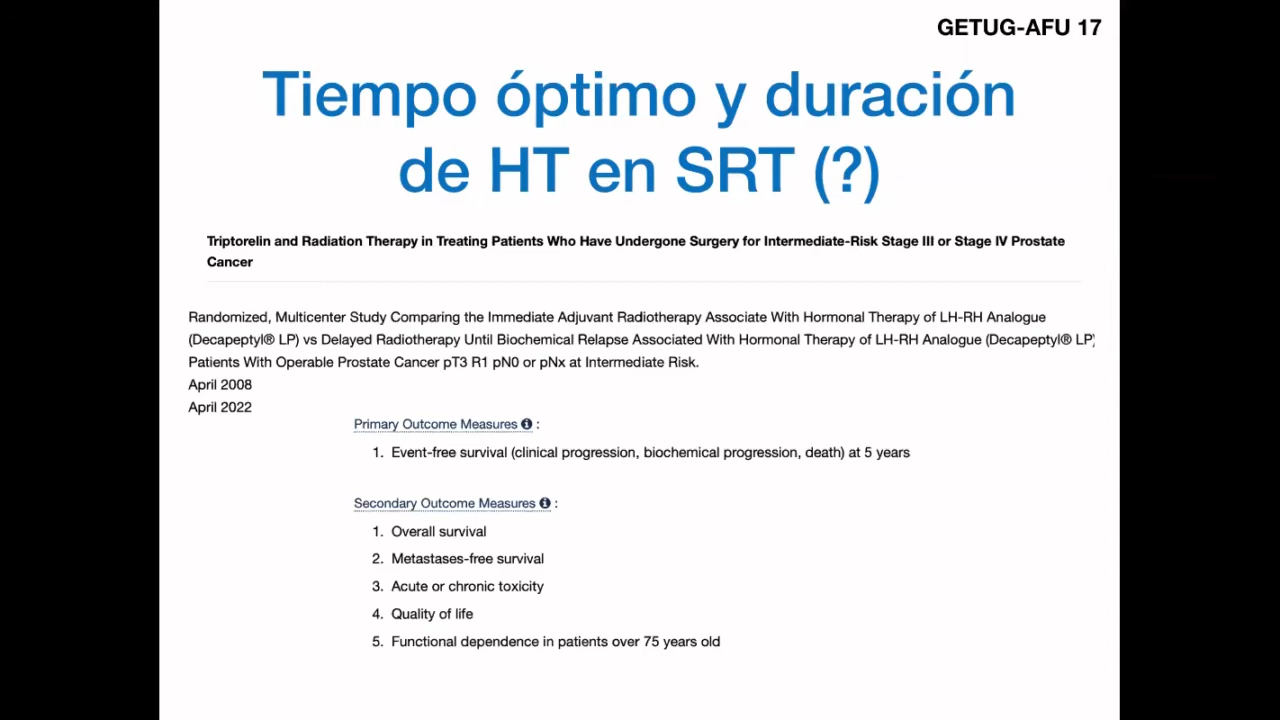 GETUG-AFU 17
Tiempo óptimo y duración
de HT en SRT (?)
Triptorelin and Radiation Therapy in Treating Patients Who Have Undergone Surgery for Intermediate-Risk Stage III or Stage IV Prostate
Cancer
Randomized, Multicenter Study Comparing the Immediate Adjuvant Radiotherapy Associate With Hormonal Therapy of LH-RH Analogue
(Decapeptyl® LP) vs Delayed Radiotherapy Until Biochemical Relapse Associated With Hormonal Therapy of LH-RH Analogue (Decapeptyl® LP)
Patients With Operable Prostate Cancer pT3 R1 pN0 or pNx at Intermediate Risk.
April 2008
April 2022
Primary Outcome Measures :
1. Event-free survival (clinical progression, biochemical progression, death) at 5 years
Secondary Outcome Measures :
1. Overall survival
2. Metastases-free survival
3. Acute or chronic toxicity
4. Quality of life
5. Functional dependence in patients over 75 years old